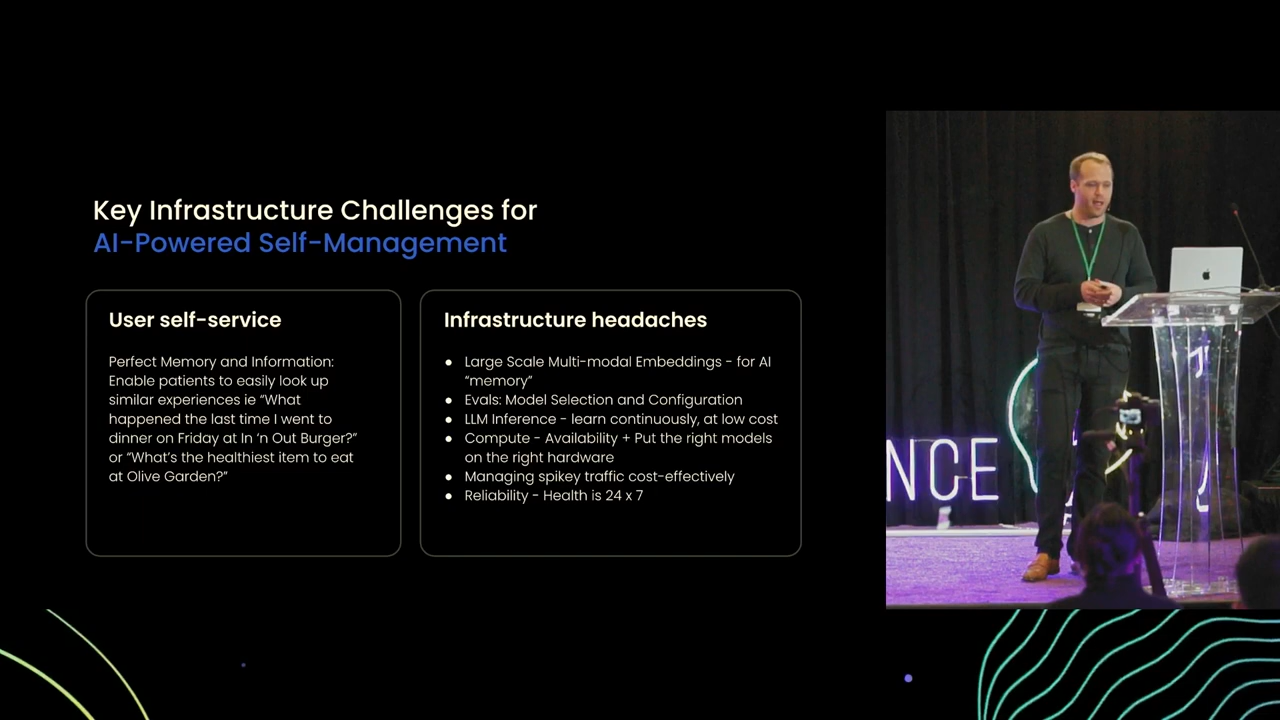 Key Infrastructure Challenges for
AI-Powered Self-Management
User self-service
Perfect Memory and Information:
Enable patients to easily look up
similar experiences ie “What
happened the last time I went to
dinner on Friday at In ‘n Out Burger?”
or “What’s the healthiest item to eat
at Olive Garden?”
Infrastructure headaches
● Large Scale Multi-modal Embeddings - for AI
“memory”
● Evals: Model Selection and Configuration
● LLM Inference - learn continuously, at low cost
● Compute - Availability + Put the right models
on the right hardware
● Managing spikey traffic cost-effectively
● Reliability - Health is 24 x 7
NCE